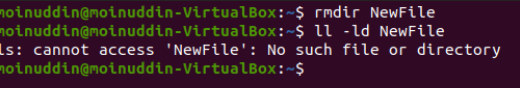 moinuddin@moinuddin-VirtualBox:~$ rmdir NewFile
moinuddin@moinuddin-VirtualBox:~$ ll -ld NewFile
ls: cannot access 'NewFile': No such file or directory
moinuddin@moinuddin-VirtualBox:~$